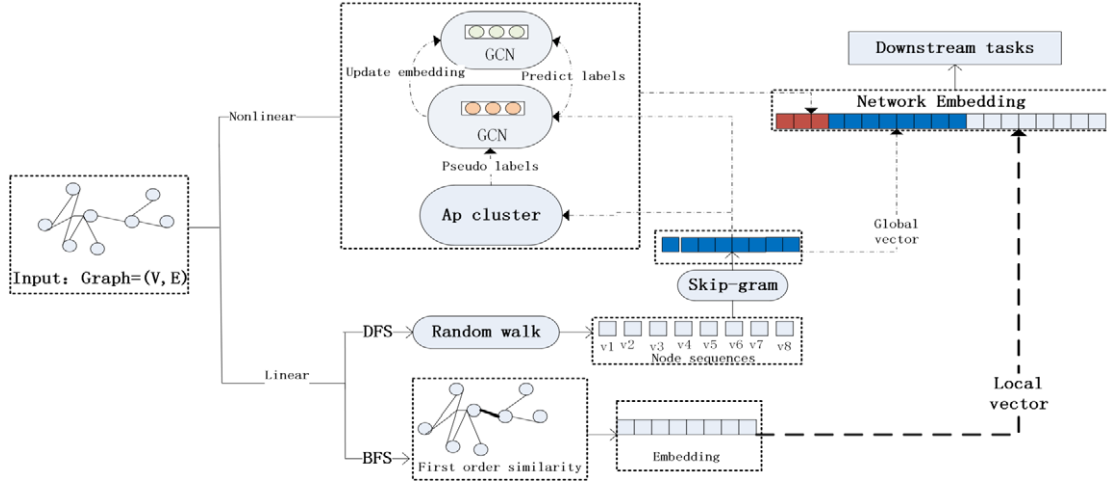 GCN
Update embedding
Predict labels
GCN
Pseudo labels
Ap cluster
Nonlinear
Input: Graph=(V,E)
Linear
DFS
Random walk
v1 v2 v3 v4 v5 v6 v7 v8
Node sequences
Skip-gram
Global
vector
BFS
First order similarity
Embedding
Local
vector
Network Embedding
Downstream tasks